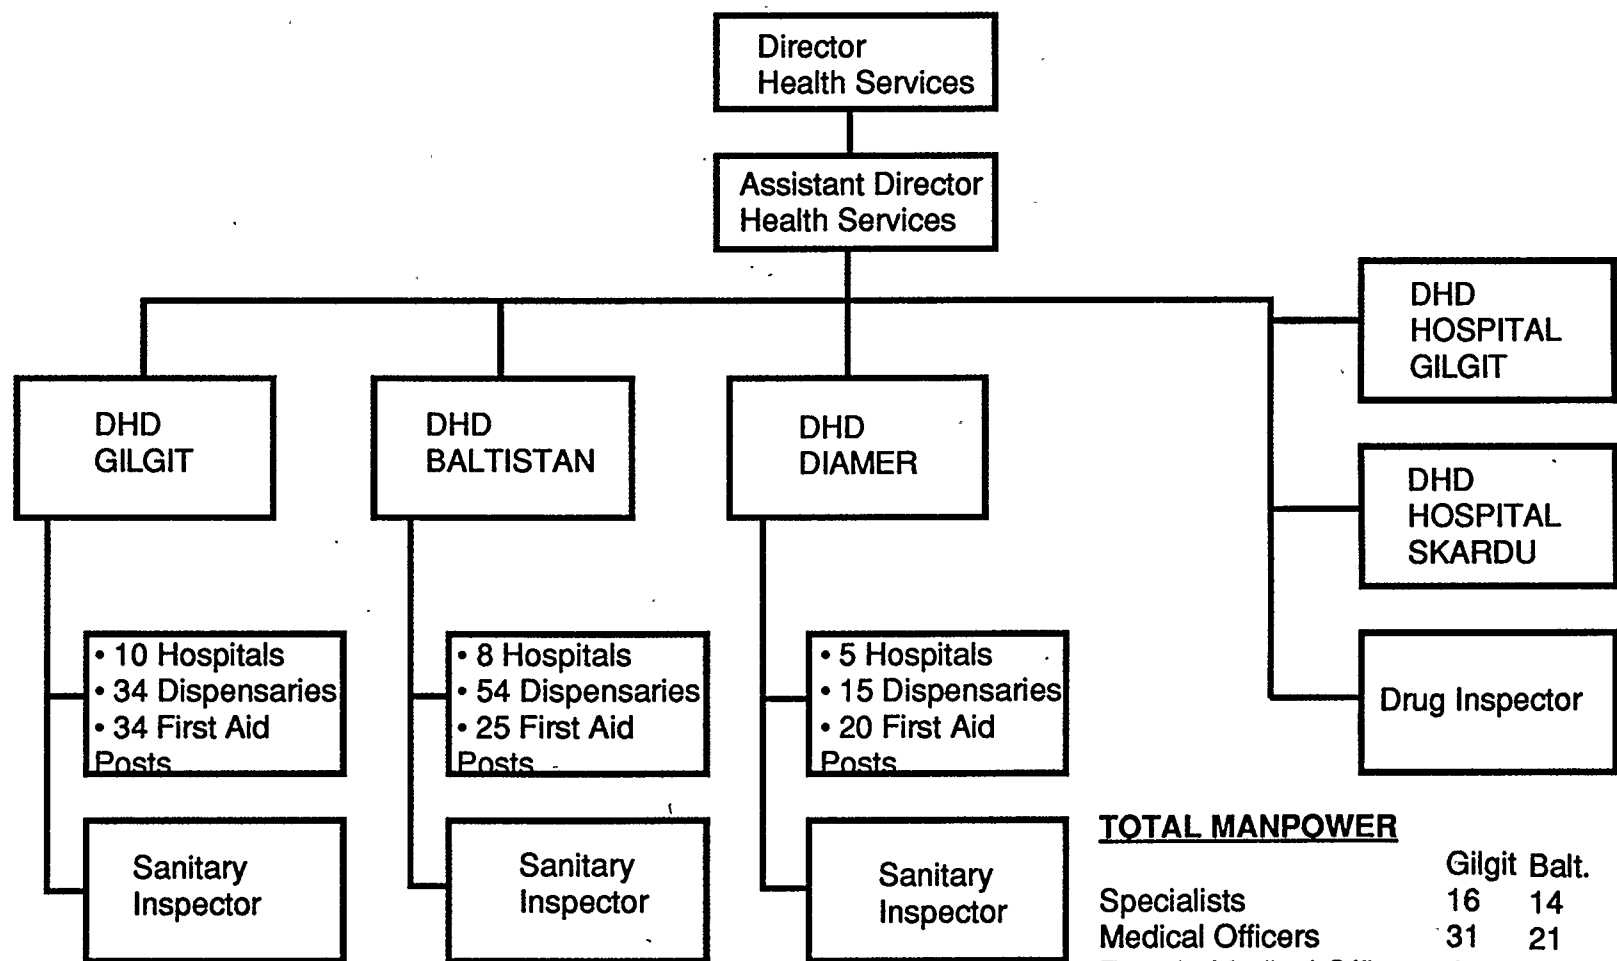 Director
Health Services
Assistant Director
Health Services
DHD
HOSPITAL
GILGIT
DHD
GILGIT
DHD
BALTISTAN
DHD
DIAMER
DHD
HOSPITAL
SKARDU
• 10 Hospitals
• 34 Dispensaries
• 34 First Aid
Posts
• 8 Hospitals
• 54 Dispensaries
• 25 First Aid
Posts
• 5 Hospitals
• 15 Dispensaries
• 20 First Aid
Posts
Drug Inspector
Sanitary
Inspector
Sanitary
Inspector
Sanitary
Inspector
TOTAL MANPOWER
Gilgit Balt.
Specialists 16 14
Medical Officers 31 21